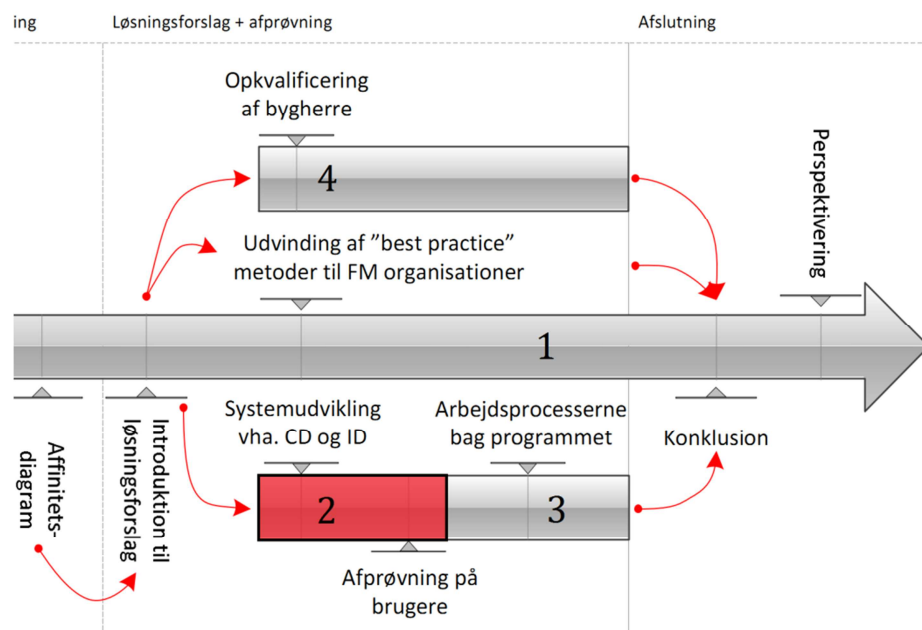 ing
Løsningsforslag + afprøvning
Afslutning
Opkvalificering
af bygherre
4
Udvinding af ”best practice”
metoder til FM organisationer
Perspektivering
1
Systemudvikling
vha. CD og ID
Arbejdsprocesserne
bag programmet
Konklusion
Affinitets-
diagram
Introduktion til
løsningsforslag
2
3
Afprøvning på
brugere